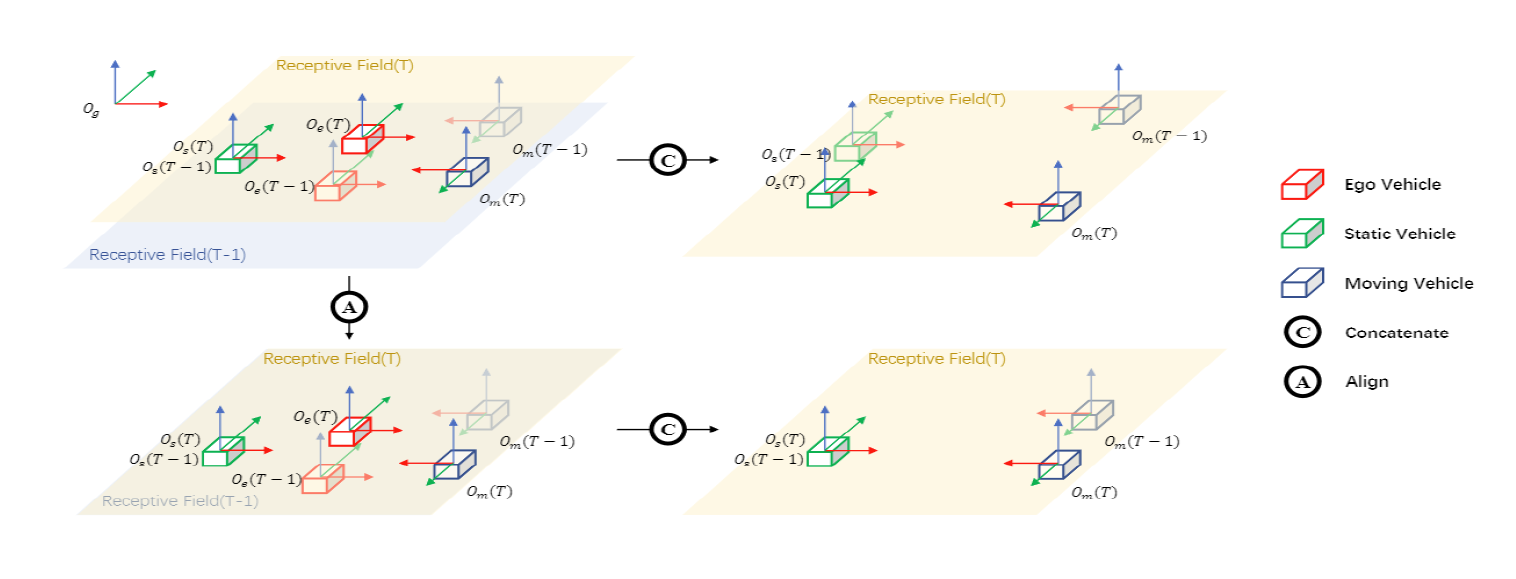 Receptive Field(T)
O_g
O_e(T)
O_s(T)
O_s(T − 1)
O_s(T − 1)
O_m(T − 1)
O_m(T)
Receptive Field(T-1)
C
Receptive Field(T)
O_m(T − 1)
O_s(T − 1)
O_s(T)
O_m(T)
A
Receptive Field(T)
O_e(T)
O_s(T)
O_s(T − 1)
O_s(T − 1)
O_m(T − 1)
O_m(T)
Receptive Field(T-1)
C
Receptive Field(T)
O_s(T)
O_s(T − 1)
O_m(T − 1)
O_m(T)
Ego Vehicle
Static Vehicle
Moving Vehicle
C Concatenate
A Align